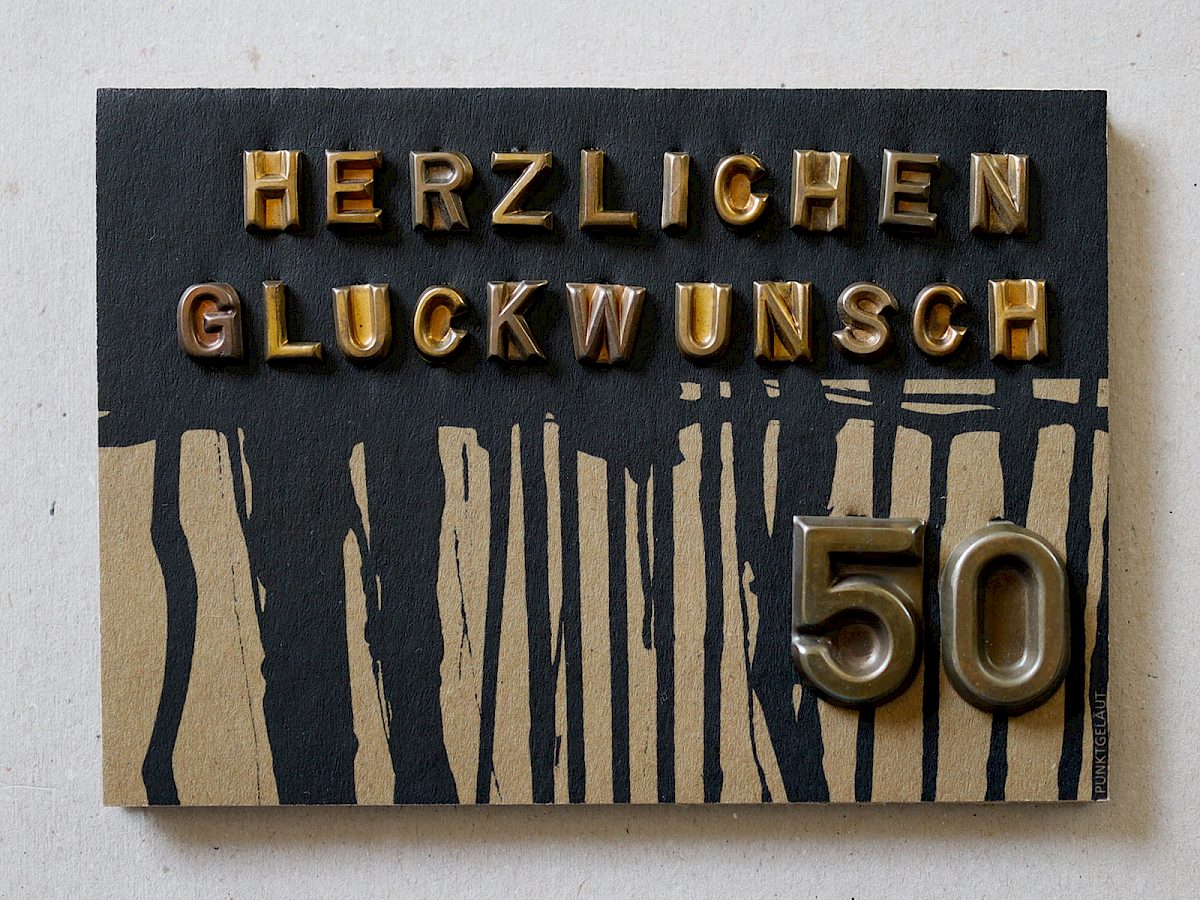 HERZLICHEN
GLUCKWUNSCH
50
PUNKTGELÄUT